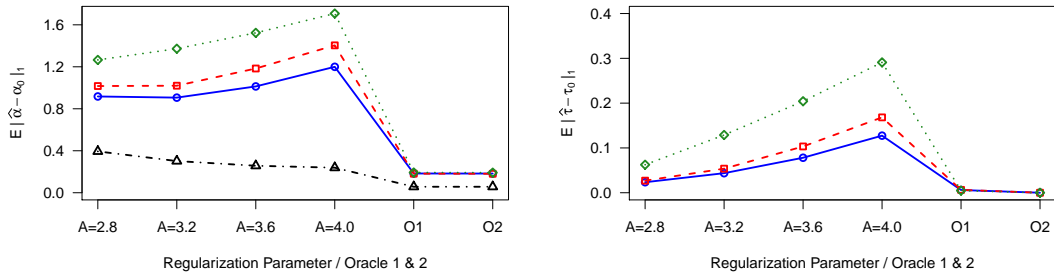 E | α̂ − α₀ |₁
1.6
1.2
0.8
0.4
0.0
A=2.8 A=3.2 A=3.6 A=4.0 O1 O2
Regularization Parameter / Oracle 1 & 2
E | τ̂ − τ₀ |₁
0.4
0.3
0.2
0.1
0.0
A=2.8 A=3.2 A=3.6 A=4.0 O1 O2
Regularization Parameter / Oracle 1 & 2